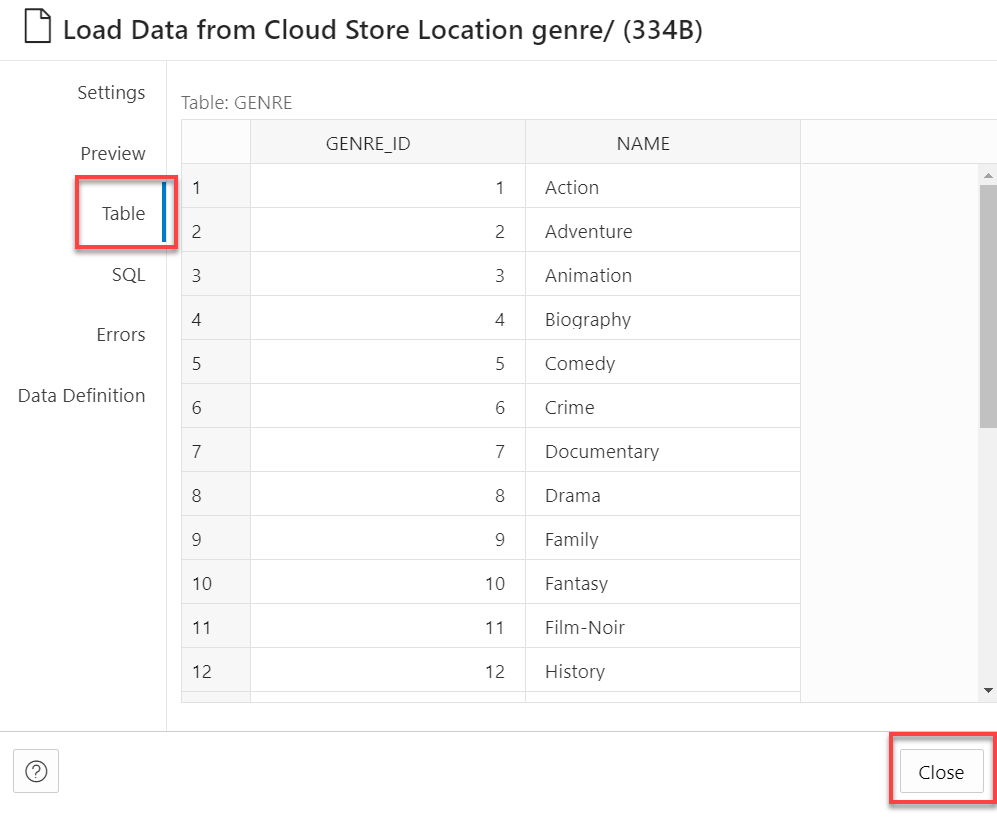 Load Data from Cloud Store Location genre/ (334B)
Settings
Preview
Table
SQL
Errors
Data Definition
Table: GENRE
GENRE_ID NAME
1 1 Action
2 2 Adventure
3 3 Animation
4 4 Biography
5 5 Comedy
6 6 Crime
7 7 Documentary
8 8 Drama
9 9 Family
10 10 Fantasy
11 11 Film-Noir
12 12 History
? Close